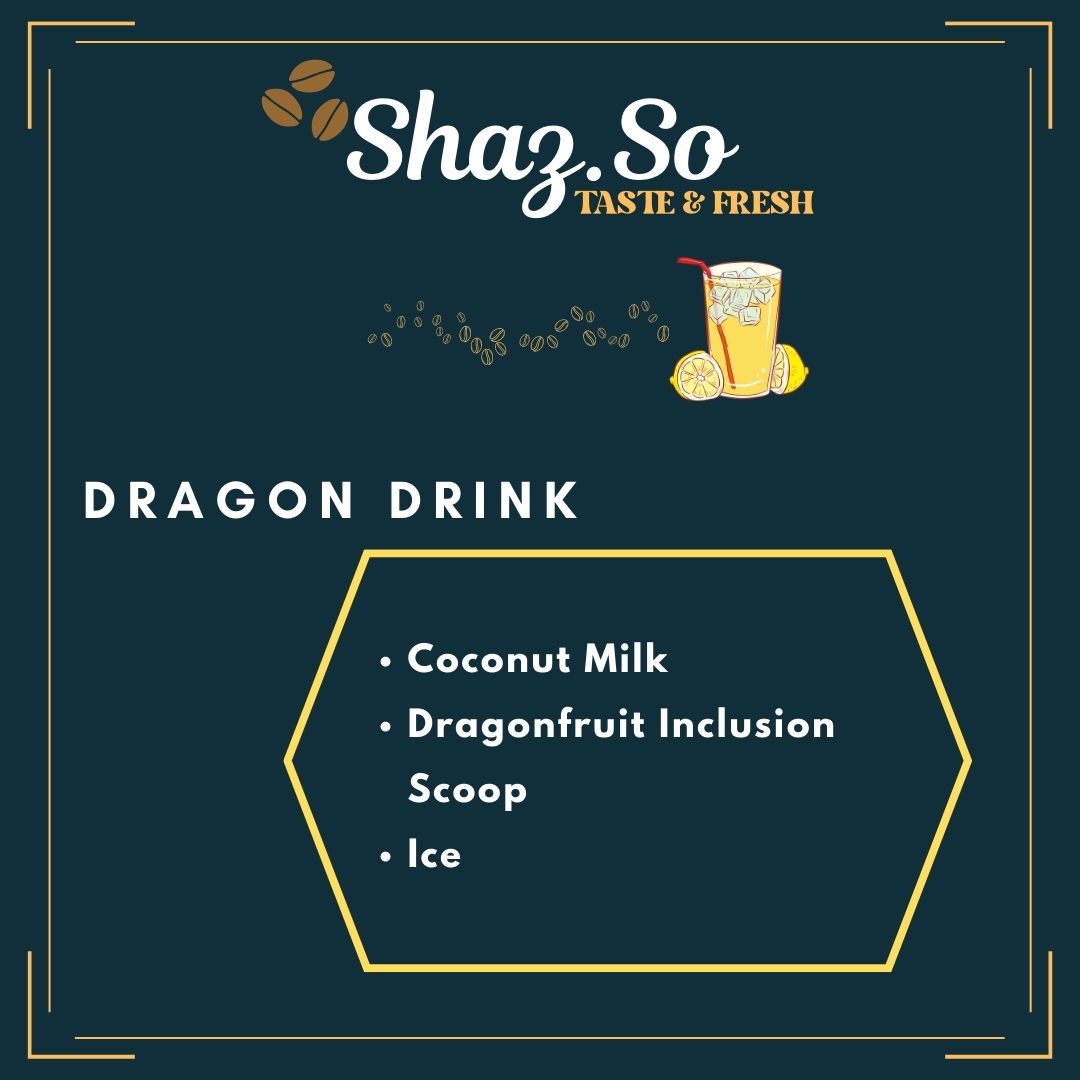 Shaz.So
TASTE & FRESH
DRAGON DRINK
• Coconut Milk
• Dragonfruit Inclusion
Scoop
• Ice